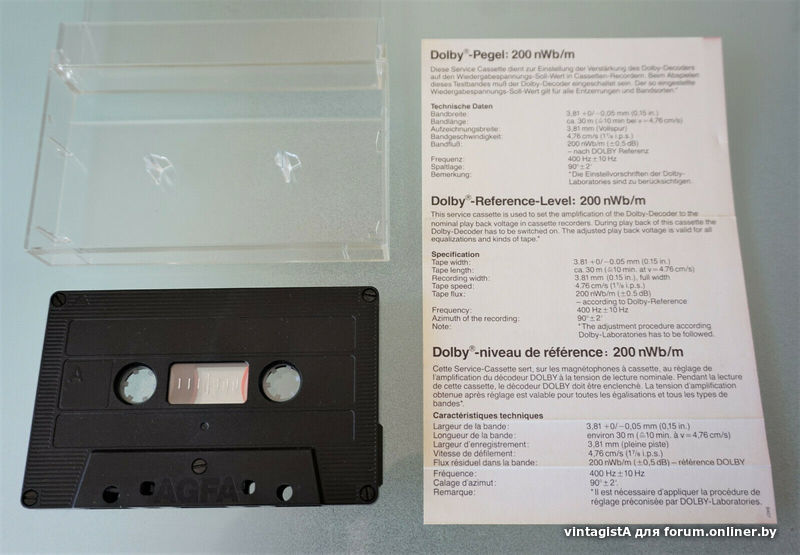 Dolby®-Pegel: 200 nWb/m
Diese Service Cassette dient zur Einstellung der Verstärkung des Dolby-Decoders
auf den Wiedergabespannungs-Soll-Wert in Cassetten-Recordern. Beim Abspielen
dieses Testbandes muß der Dolby-Decoder eingeschaltet sein. Der so eingestellte
Wiedergabespannungs-Soll-Wert gilt für alle Entzerrungen und Bandsorten.*
Technische Daten
Bandbreite: 3,81 +0/−0,05 mm (0.15 in.)
Bandlänge: ca. 30 m (≙10 min bei v=4,76 cm/s)
Aufzeichnungsbreite: 3,81 mm (Vollspur)
Bandgeschwindigkeit: 4,76 cm/s (1⅞ i.p.s.)
Bandfluß: 200 nWb/m (±0,5 dB)
– nach DOLBY Referenz
Frequenz: 400 Hz ± 10 Hz
Spaltlage: 90° ± 2'
Bemerkung: *Die Einstellvorschriften der Dolby-
Laboratories sind zu berücksichtigen.
Dolby®-Reference-Level: 200 nWb/m
This service cassette is used to set the amplification of the Dolby-Decoder to the
nominal play back voltage in cassette recorders. During play back of this cassette the
Dolby-Decoder has to be switched on. The adjusted play back voltage is valid for all
equalizations and kinds of tape.*
Specification
Tape width: 3.81 +0/−0.05 mm (0.15 in.)
Tape length: ca. 30 m (≙10 min. at v=4.76 cm/s)
Recording width: 3.81 mm (0.15 in.), full width
Tape speed: 4.76 cm/s (1⅞ i.p.s.)
Tape flux: 200 nWb/m (±0.5 dB)
– according to Dolby-Reference
Frequency: 400 Hz ± 10 Hz
Azimuth of the recording: 90° ± 2'
Note: *The adjustment procedure according
Dolby-Laboratories has to be followed.
Dolby®-niveau de référence: 200 nWb/m
Cette Service-Cassette sert, sur les magnétophones à cassette, au réglage de
l'amplification du décodeur DOLBY à la tension de lecture nominale. Pendant la lecture
de cette cassette, le décodeur DOLBY doit être enclenché. La tension d'amplification
obtenue après réglage est valable pour toutes les égalisations et tous les types de
bandes*.
Caractéristiques techniques
Largeur de la bande: 3,81 +0/−0,05 mm (0,15 in.)
Longueur de la bande: environ 30 m (≙10 min. à v=4,76 cm/s)
Largeur d'enregistrement: 3,81 mm (pleine piste)
Vitesse de défilement: 4,76 cm/s (1⅞ i.p.s.)
Flux résiduel dans la bande: 200 nWb/m (±0,5 dB) – référence DOLBY
Fréquence: 400 Hz ± 10 Hz
Calage d'azimut: 90° ± 2'.
Remarque: *Il est nécessaire d'appliquer la procédure de
réglage préconisée par DOLBY-Laboratories.
A
A
AGFA
vintagistA для forum.onliner.by